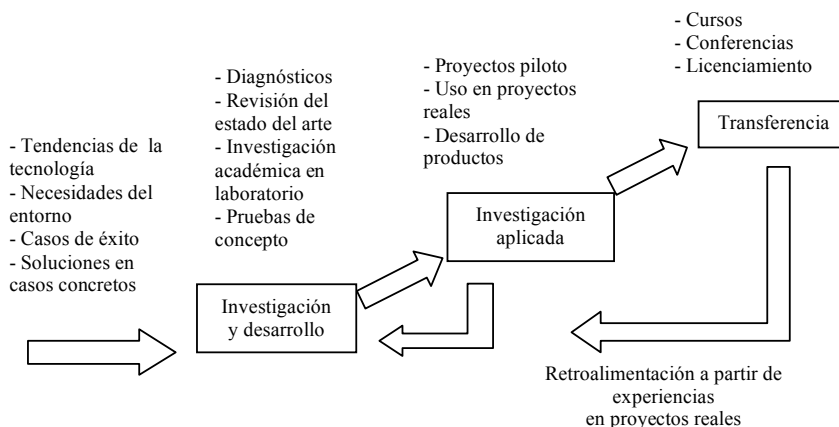 - Tendencias de la
tecnología
- Necesidades del
entorno
- Casos de éxito
- Soluciones en
casos concretos
- Diagnósticos
- Revisión del
estado del arte
- Investigación
académica en
laboratorio
- Pruebas de
concepto
Investigación
y desarrollo
- Proyectos piloto
- Uso en proyectos
reales
- Desarrollo de
productos
Investigación
aplicada
- Cursos
- Conferencias
- Licenciamiento
Transferencia
Retroalimentación a partir de
experiencias
en proyectos reales